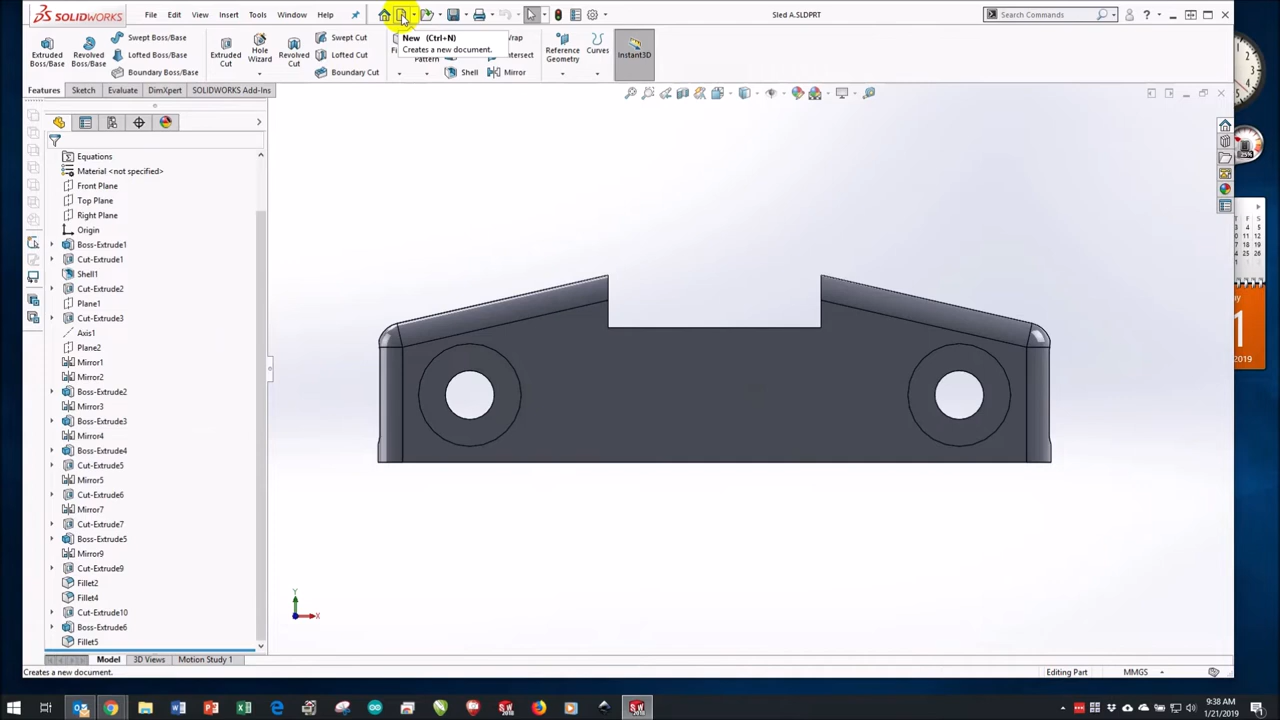 SOLIDWORKS File Edit View Insert Tools Window Help Sled A.SLDPRT Search Commands ?
New (Ctrl+N)
Creates a new document.
Extruded Boss/Base
Revolved Boss/Base
Swept Boss/Base
Lofted Boss/Base
Boundary Boss/Base
Extruded Cut
Hole Wizard
Revolved Cut
Swept Cut
Lofted Cut
Boundary Cut
Shell
Mirror
Reference Geometry
Curves
Instant3D
Features Sketch Evaluate DimXpert SOLIDWORKS Add-Ins
Equations
Material <not specified>
Front Plane
Top Plane
Right Plane
Origin
Boss-Extrude1
Cut-Extrude1
Shell1
Cut-Extrude2
Plane1
Cut-Extrude3
Axis1
Plane2
Mirror1
Mirror2
Boss-Extrude2
Mirror3
Boss-Extrude3
Mirror4
Boss-Extrude4
Cut-Extrude5
Mirror5
Cut-Extrude6
Mirror7
Cut-Extrude7
Boss-Extrude5
Mirror9
Cut-Extrude9
Fillet2
Fillet4
Cut-Extrude10
Boss-Extrude6
Fillet5
Y
X
Model 3D Views Motion Study 1
Creates a new document. Editing Part MMGS
9:38 AM
1/21/2019